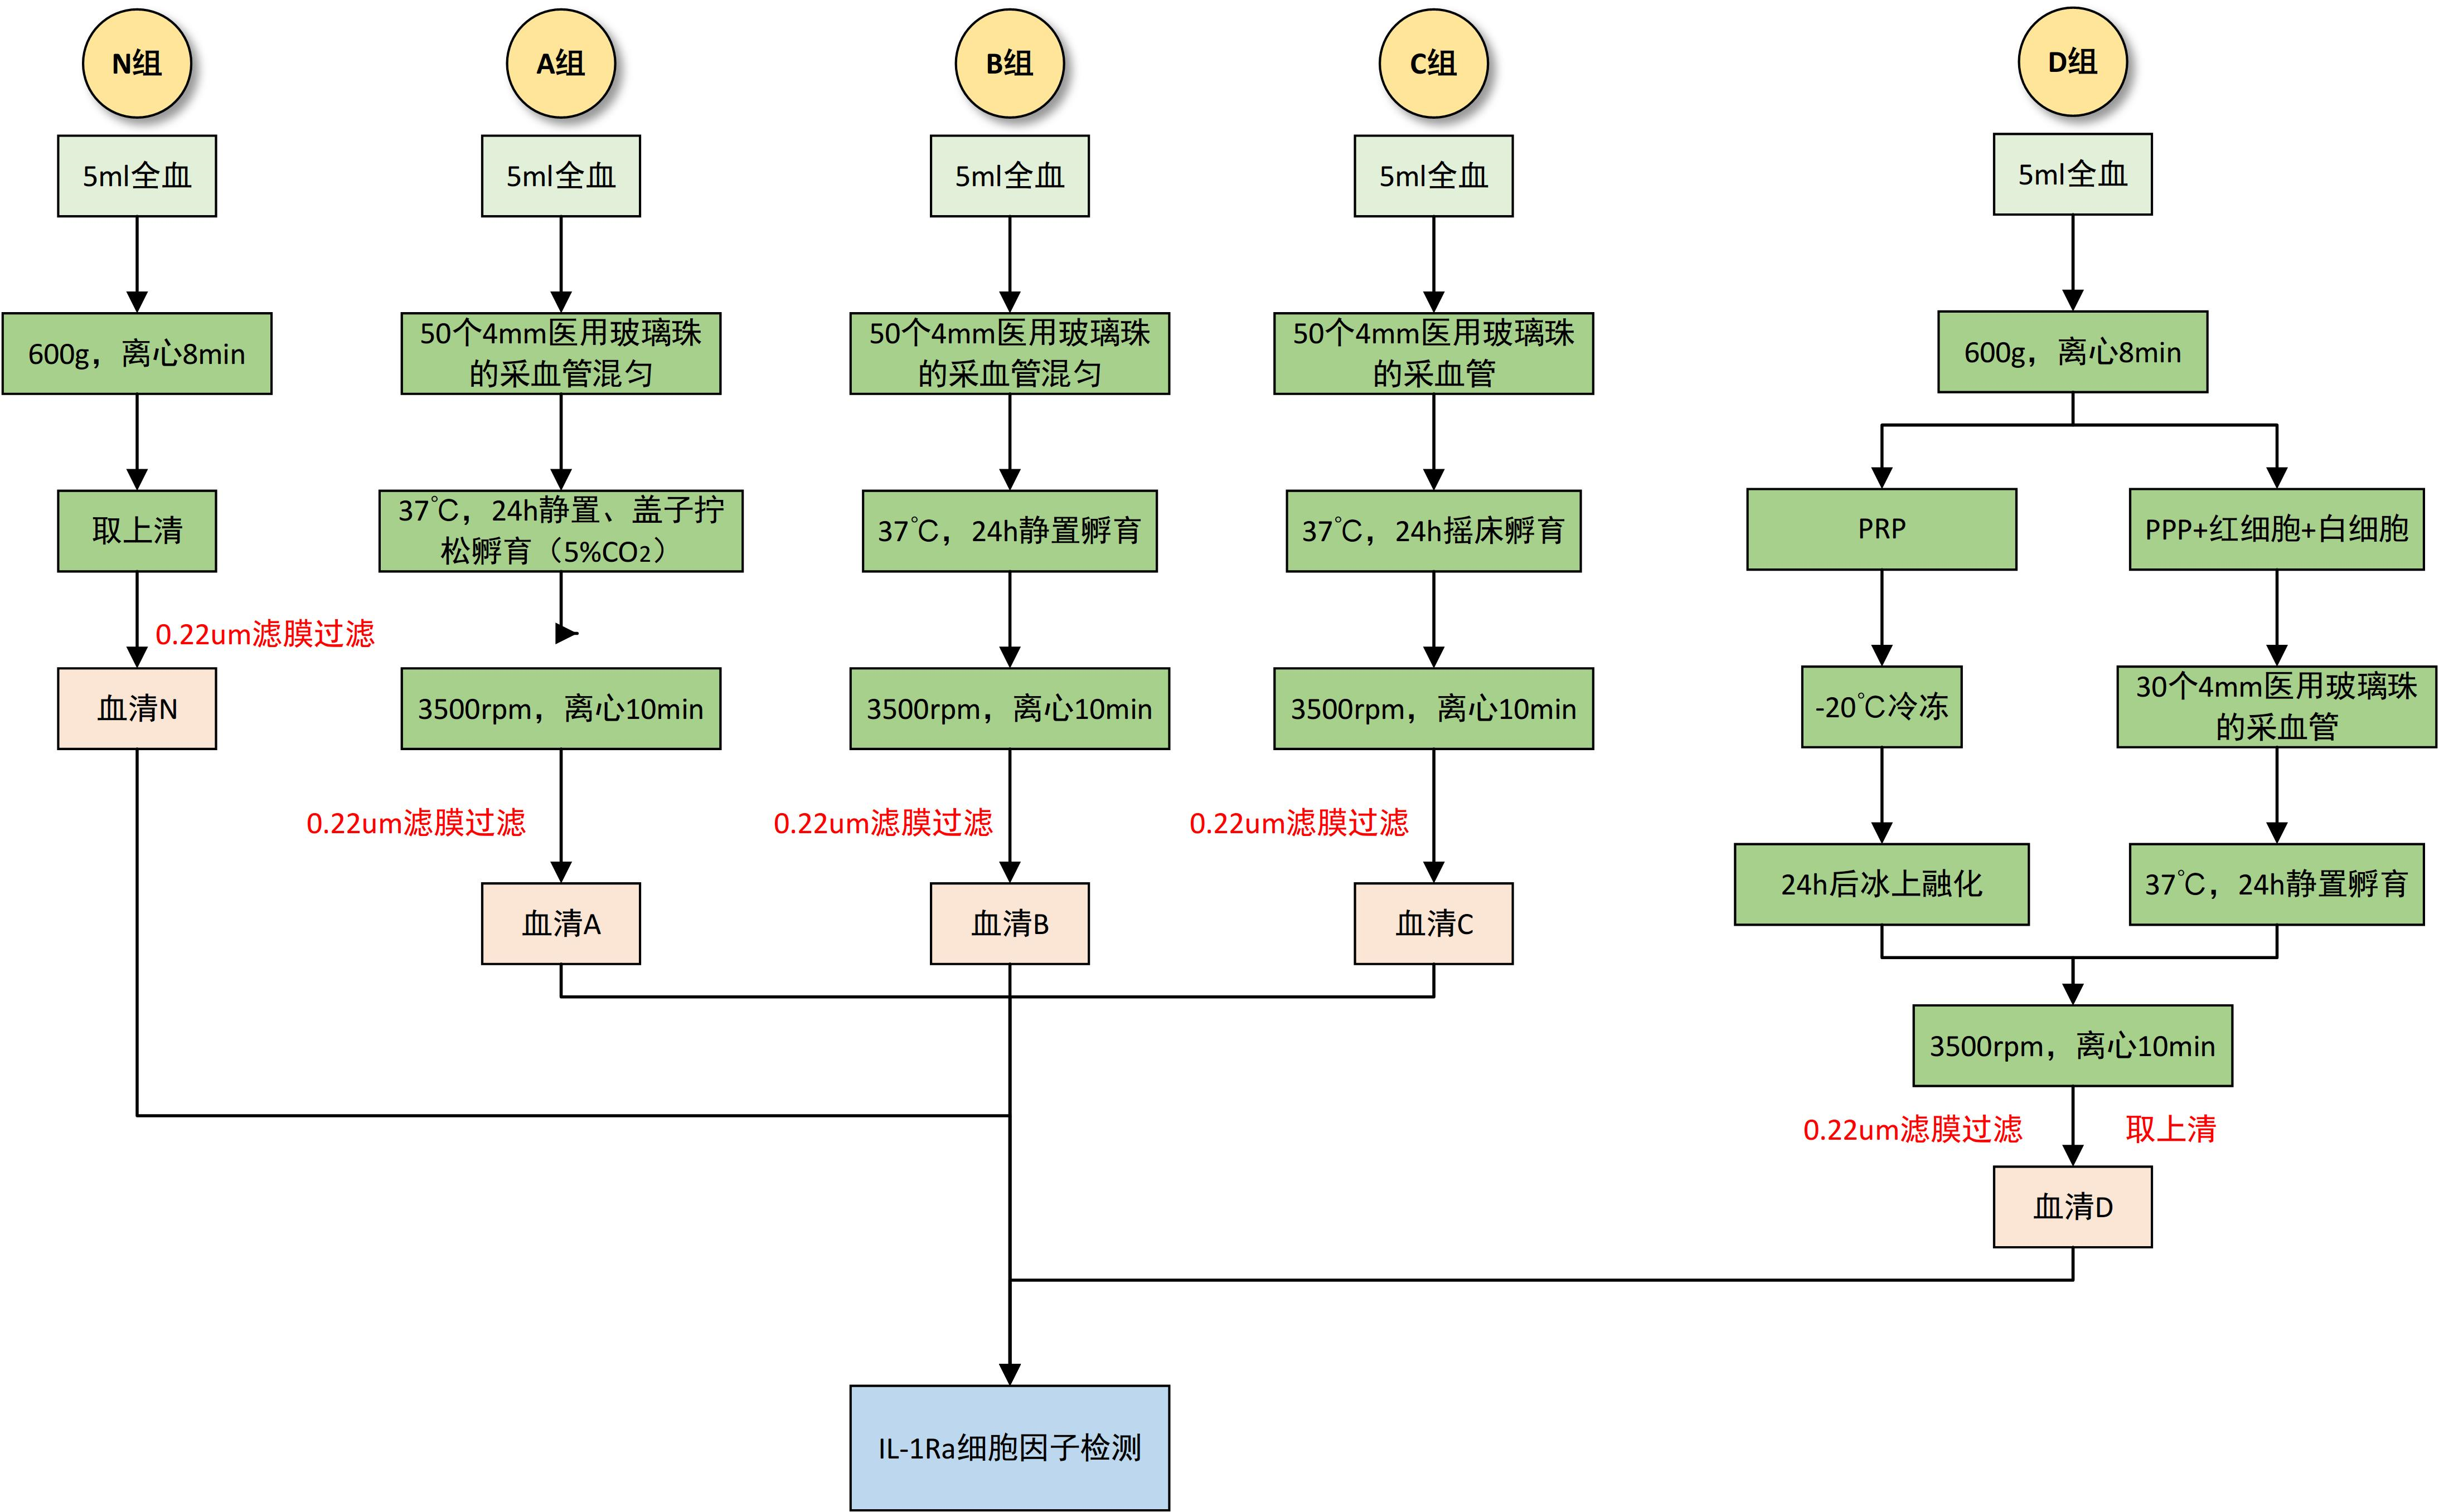 N组
A组
B组
C组
D组
5ml全血
5ml全血
5ml全血
5ml全血
5ml全血
600g，离心8min
50个4mm医用玻璃珠
的采血管混匀
50个4mm医用玻璃珠
的采血管混匀
50个4mm医用玻璃珠
的采血管
600g，离心8min
取上清
37℃，24h静置、盖子拧
松孵育（5%CO₂）
37℃，24h静置孵育
37℃，24h摇床孵育
PRP
PPP+红细胞+白细胞
0.22um滤膜过滤
血清N
3500rpm，离心10min
3500rpm，离心10min
3500rpm，离心10min
-20℃冷冻
30个4mm医用玻璃珠
的采血管
0.22um滤膜过滤
0.22um滤膜过滤
0.22um滤膜过滤
血清A
血清B
血清C
24h后冰上融化
37℃，24h静置孵育
3500rpm，离心10min
0.22um滤膜过滤
取上清
血清D
IL-1Ra细胞因子检测